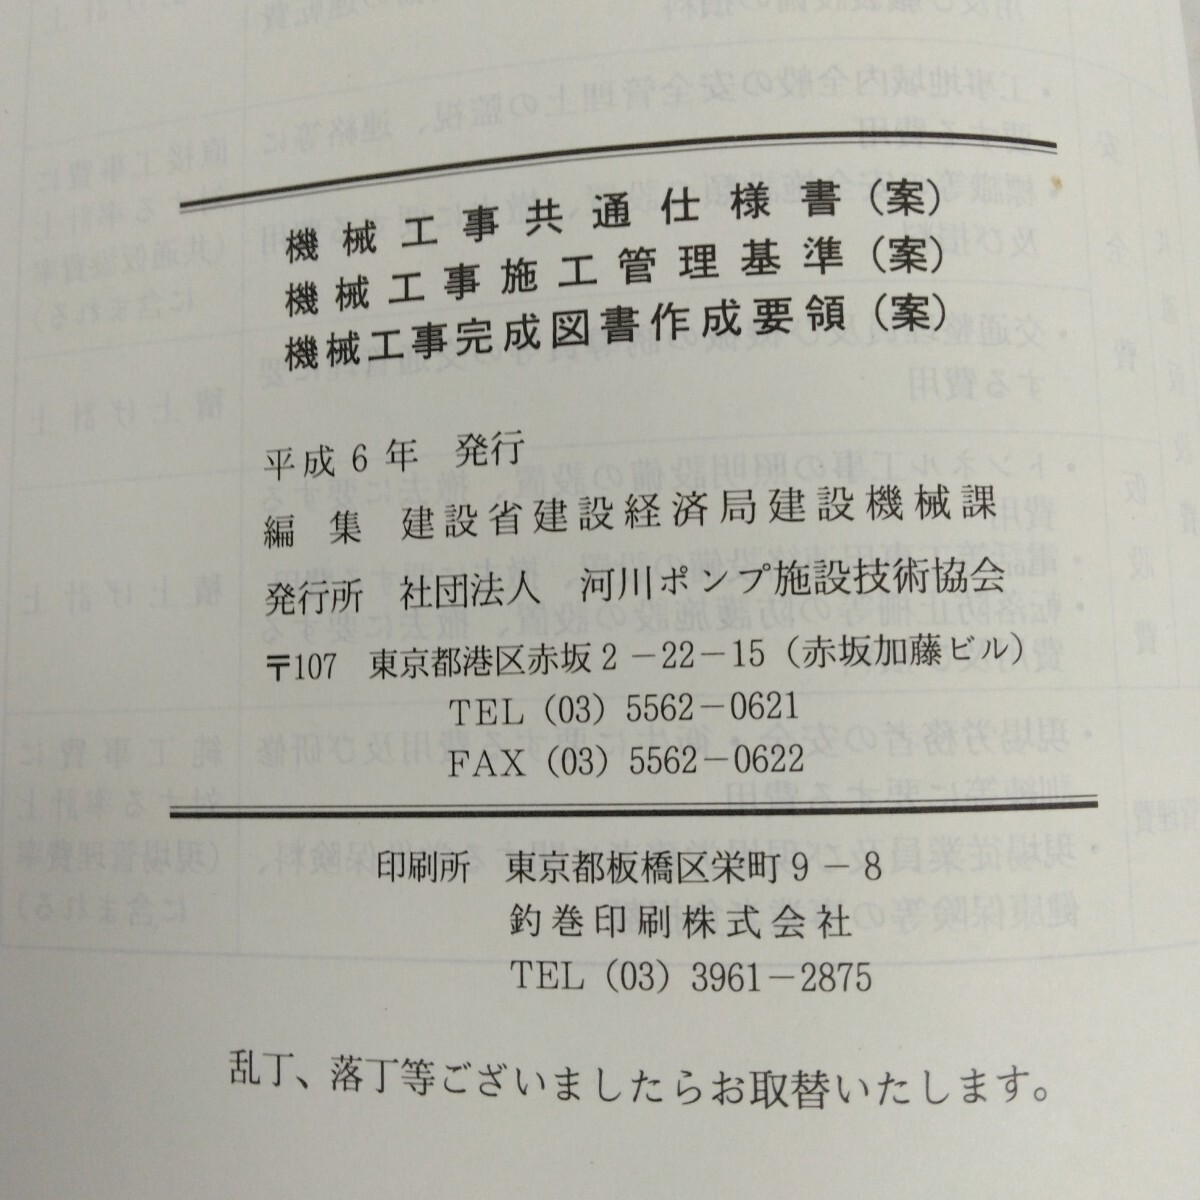 機械工事共通仕様書（案）
機械工事施工管理基準（案）
機械工事完成図書作成要領（案）
平成6年　発行
編　集　建設省建設経済局建設機械課
発行所　社団法人　河川ポンプ施設技術協会
〒107　東京都港区赤坂2－22－15（赤坂加藤ビル）
TEL（03）5562－0621
FAX（03）5562－0622
印刷所　東京都板橋区栄町9－8
釣巻印刷株式会社
TEL（03）3961－2875
乱丁、落丁等ございましたらお取替いたします。